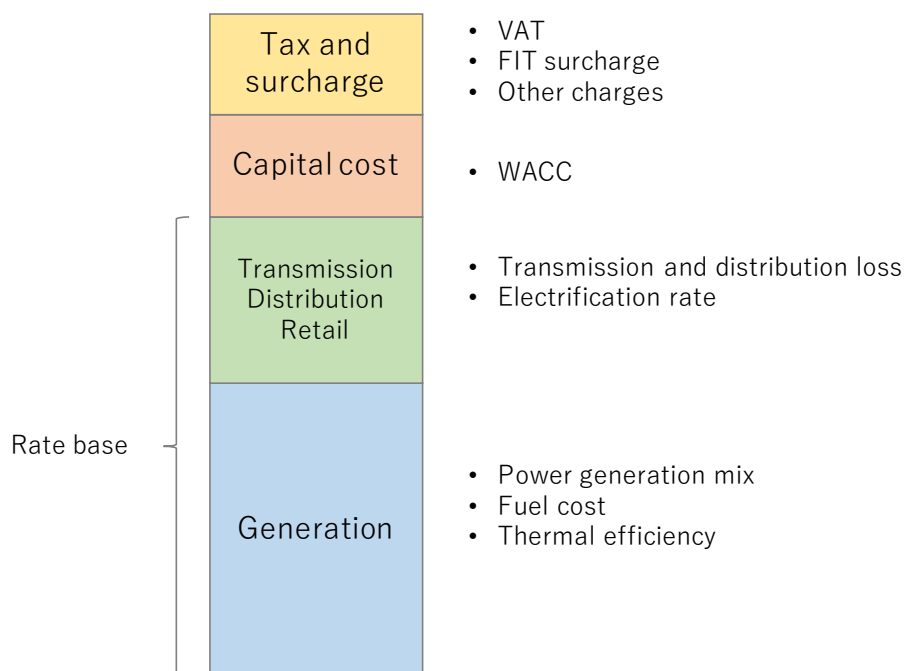 Tax and
surcharge
• VAT
• FIT surcharge
• Other charges
Capital cost
• WACC
Transmission
Distribution
Retail
• Transmission and distribution loss
• Electrification rate
Rate base
Generation
• Power generation mix
• Fuel cost
• Thermal efficiency